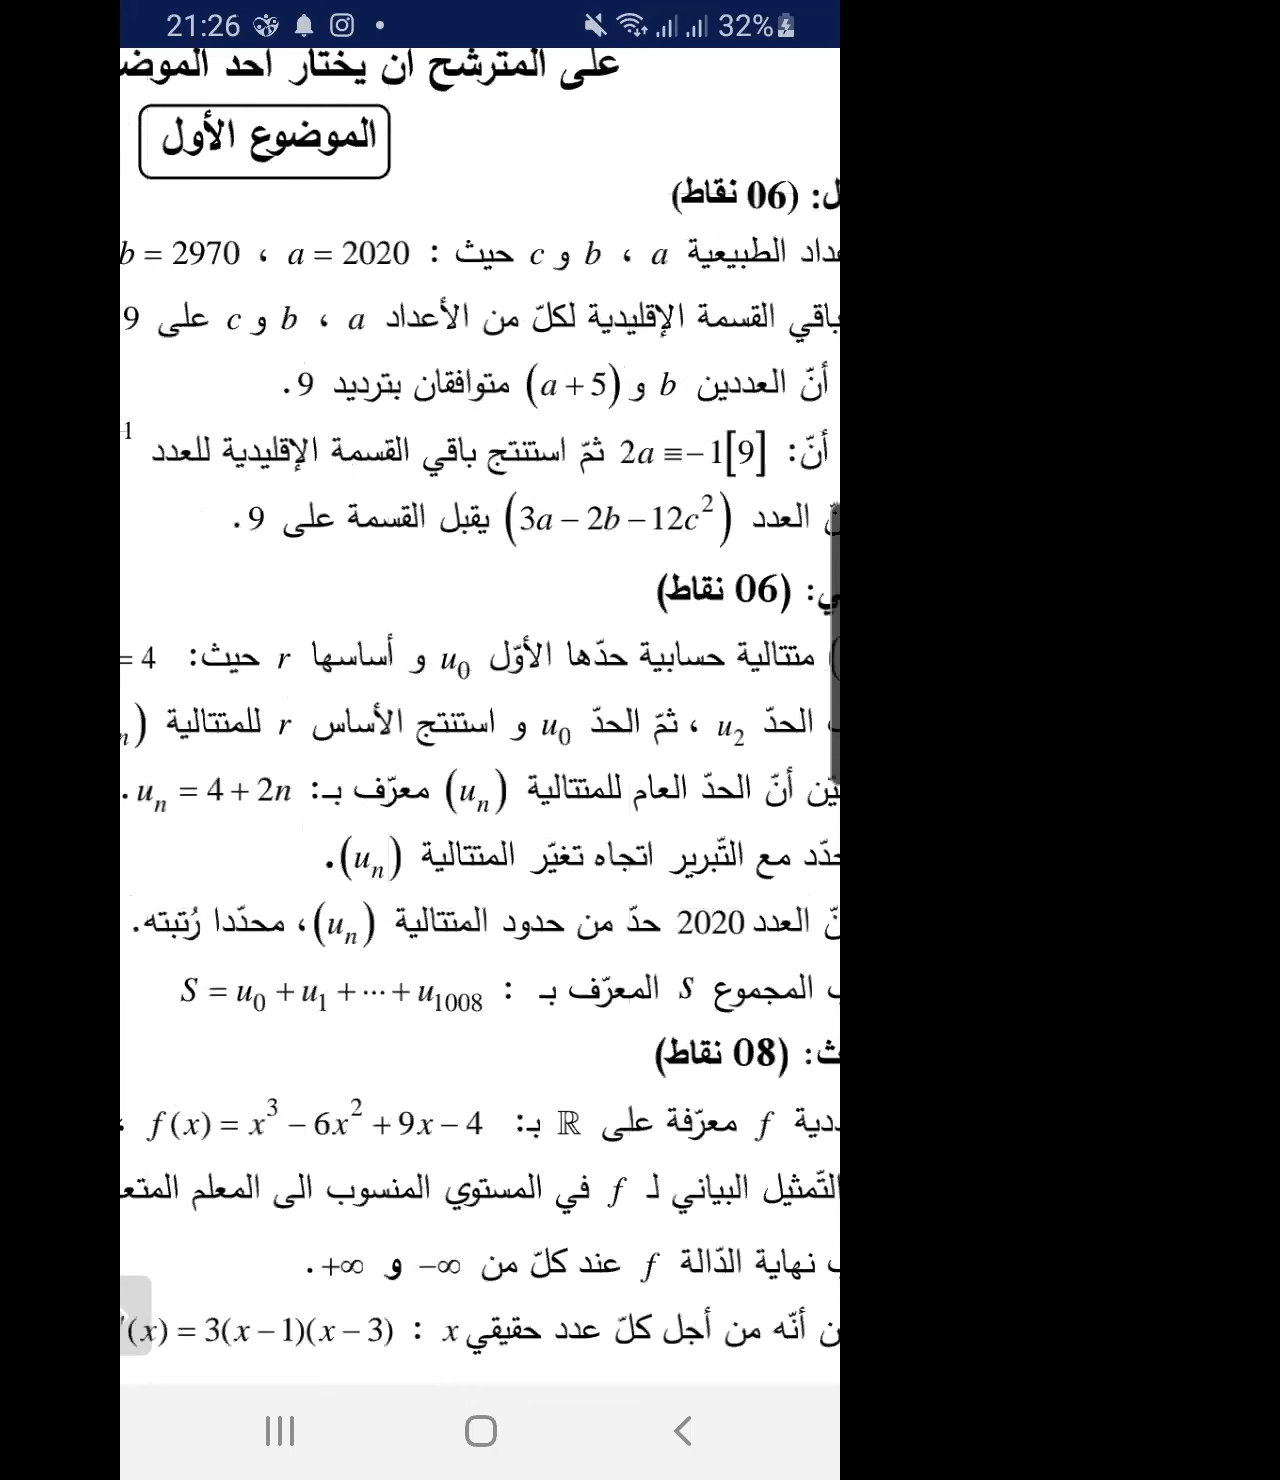 21:26 32%
على المترشح ان يختار احد
الموضوع الأول
(06 نقاط)
الطبيعية a ، b و c حيث : a = 2020 ، b = 2970
باقي القسمة الإقليدية لكلّ من الأعداد a ، b و c على 9
أنّ العددين b و (a+5) متوافقان بترديد 9.
أنّ: 2a ≡ −1[9] ثمّ استنتج باقي القسمة الإقليدية للعدد
العدد (3a − 2b − 12c²) يقبل القسمة على 9.
(06 نقاط)
متتالية حسابية حدّها الأوّل u₀ و أساسها r حيث: = 4
الحدّ u₂ ، ثمّ الحدّ u₀ و استنتج الأساس r للمتتالية
أنّ الحدّ العام للمتتالية (uₙ) معرّف بـ: uₙ = 4 + 2n .
مع التّبرير اتجاه تغيّر المتتالية (uₙ).
العدد 2020 حدّ من حدود المتتالية (uₙ)، محدّدا رُتبته.
المجموع S المعرّف بـ : S = u₀ + u₁ + ⋯ + u₁₀₀₈
(08 نقاط)
f معرّفة على ℝ بـ: f(x) = x³ − 6x² + 9x − 4
التّمثيل البياني لـ f في المستوي المنسوب الى المعلم
نهاية الدّالة f عند كلّ من −∞ و +∞.
أنّه من أجل كلّ عدد حقيقي x : '(x) = 3(x − 1)(x − 3)